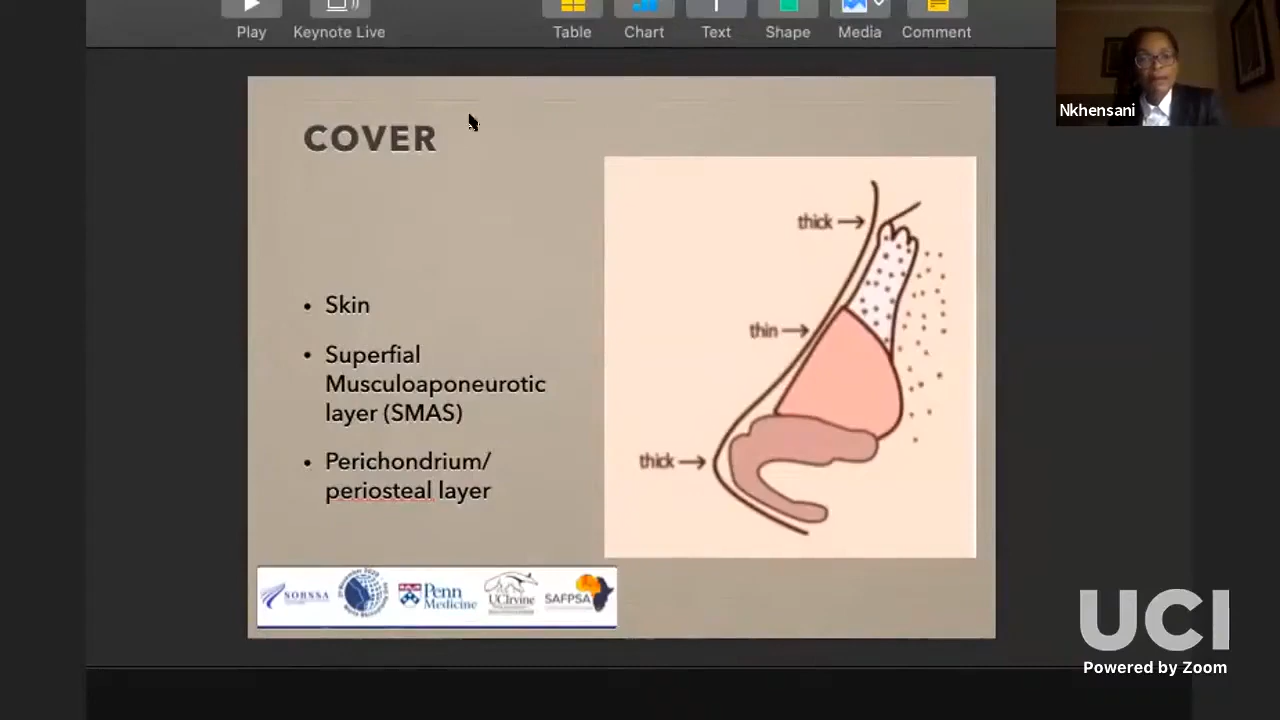 Play
Keynote Live
Table
Chart
Text
Shape
Media
Comment
Nkhensani
COVER
• Skin
• Superfial
Musculoaponeurotic
layer (SMAS)
• Perichondrium/
periosteal layer
thick
thin
thick
SORSSA
Penn
Medicine
UCIrvine
SAFPSA
UCI
Powered by Zoom